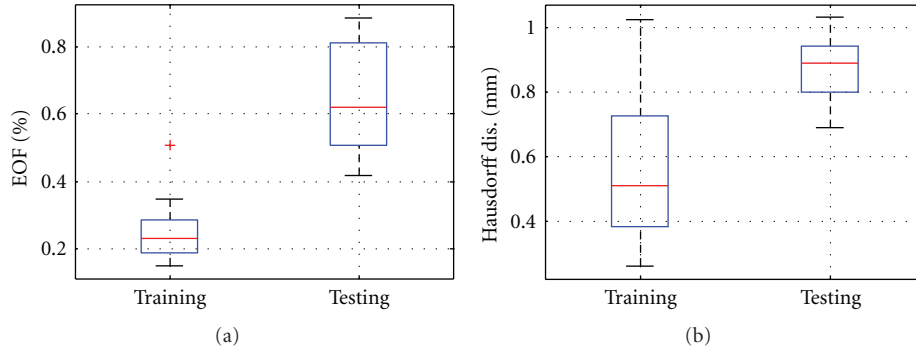 EOF (%)
0.8
0.6
0.4
0.2
Training
Testing
(a)
Hausdorff dis. (mm)
1
0.8
0.6
0.4
Training
Testing
(b)